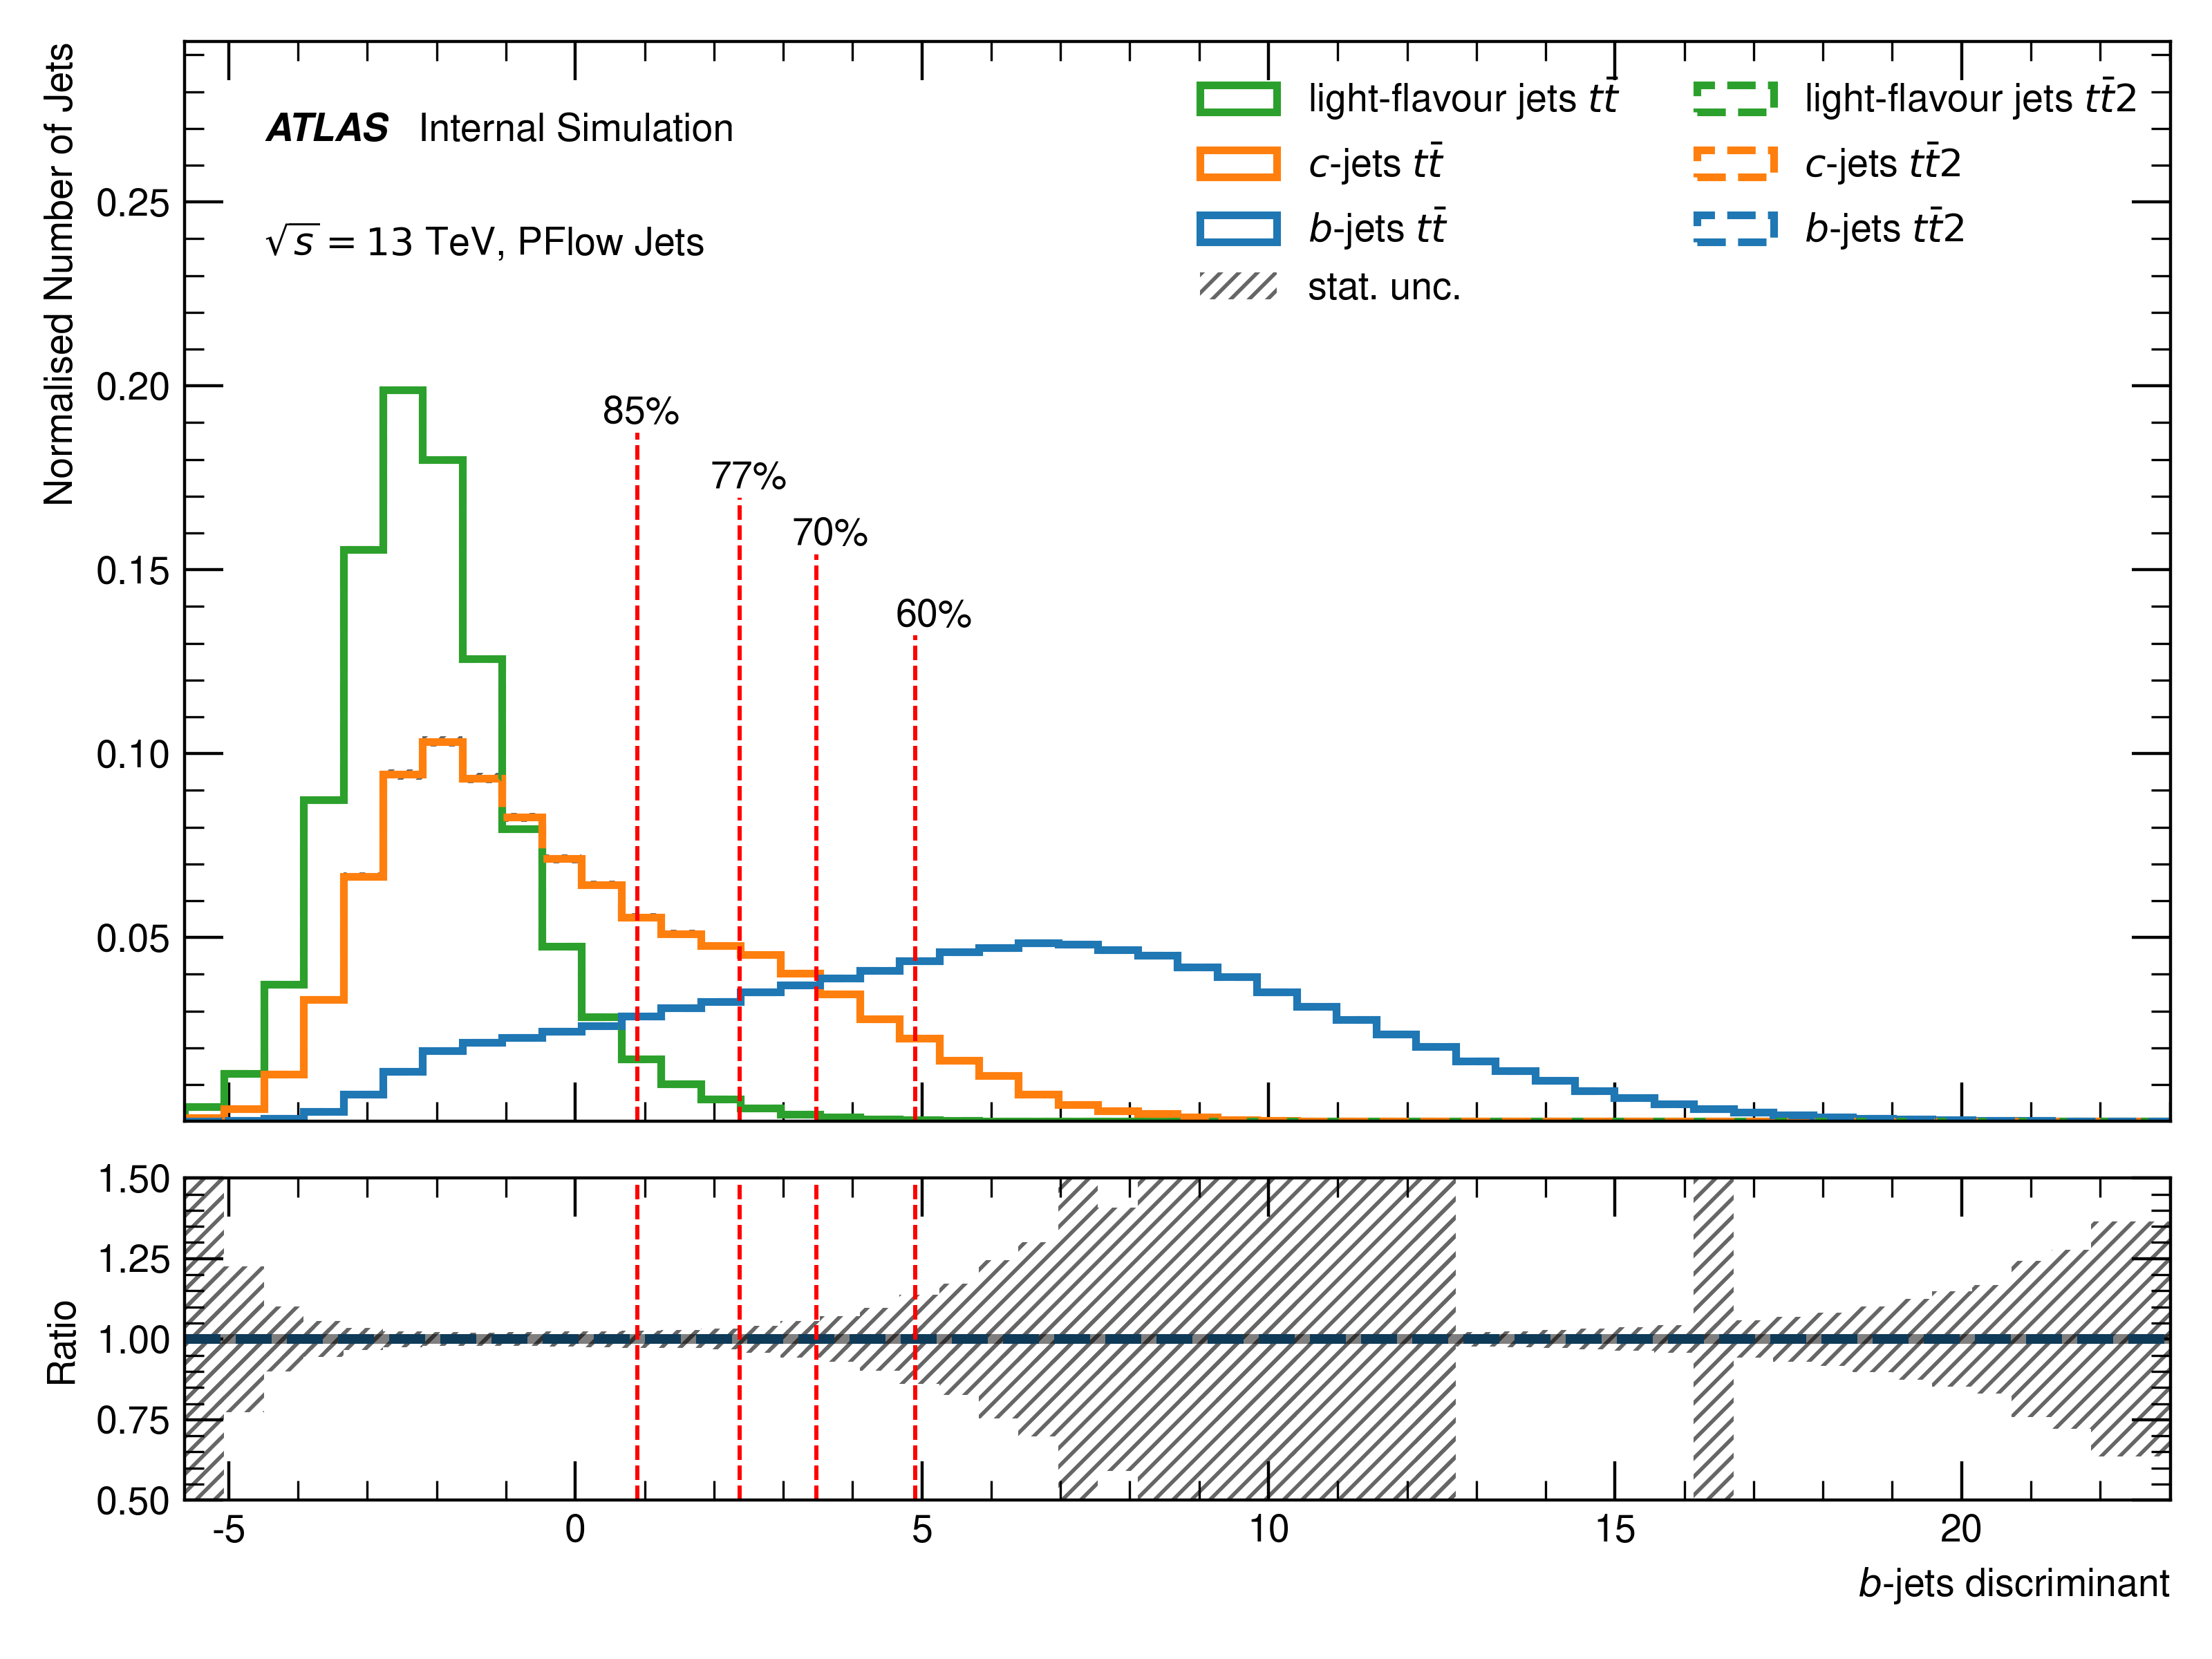 Normalised Number of Jets
ATLAS Internal Simulation
√s = 13 TeV, PFlow Jets
light-flavour jets tt̄
c-jets tt̄
b-jets tt̄
stat. unc.
light-flavour jets tt̄2
c-jets tt̄2
b-jets tt̄2
0.25
0.20
0.15
0.10
0.05
85%
77%
70%
60%
Ratio
1.50
1.25
1.00
0.75
0.50
-5 0 5 10 15 20
b-jets discriminant